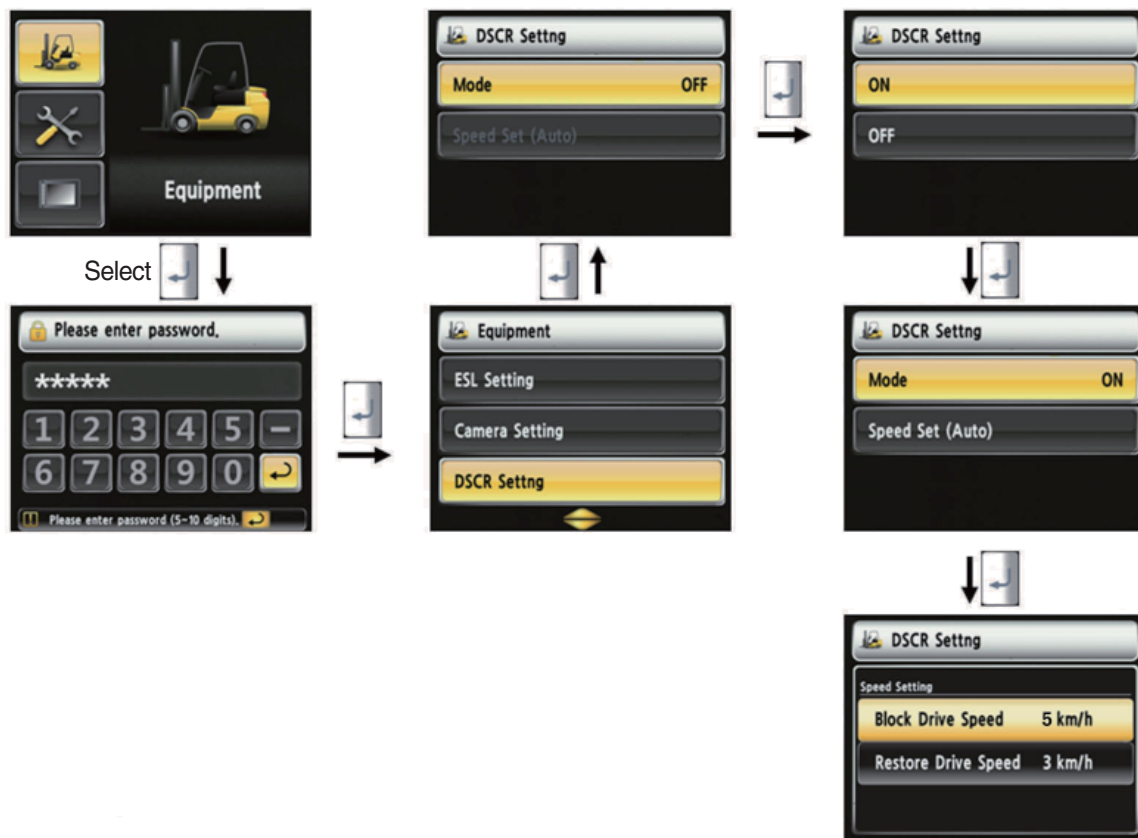 Equipment
Select
Please enter password.
*****
1 2 3 4 5 –
6 7 8 9 0
Please enter password (5-10 digits).
Equipment
ESL Setting
Camera Setting
DSCR Settng
DSCR Settng
Mode OFF
Speed Set (Auto)
DSCR Settng
ON
OFF
DSCR Settng
Mode ON
Speed Set (Auto)
DSCR Settng
Speed Setting
Block Drive Speed 5 km/h
Restore Drive Speed 3 km/h